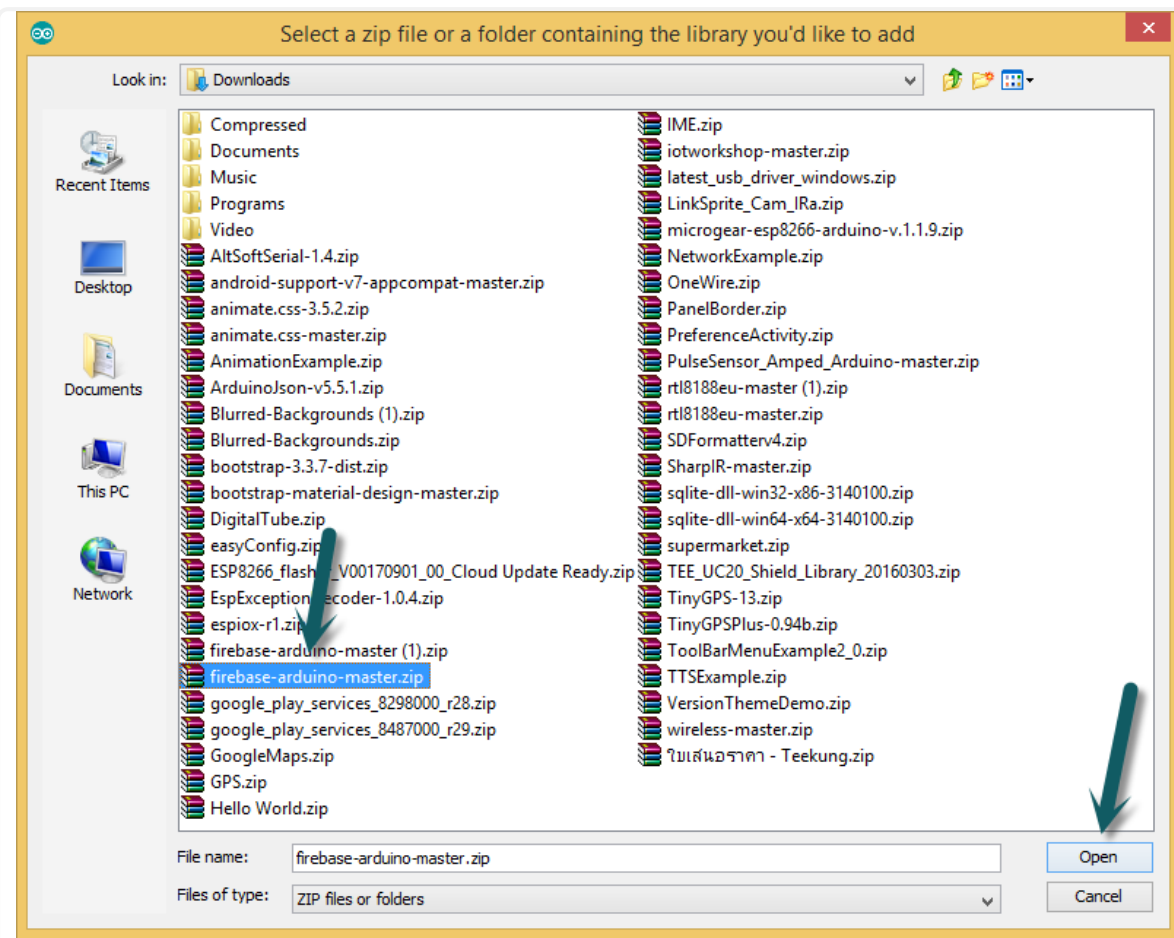 Select a zip file or a folder containing the library you'd like to add
Look in:
Downloads
Recent Items
Desktop
Documents
This PC
Network
Compressed
Documents
Music
Programs
Video
AltSoftSerial-1.4.zip
android-support-v7-appcompat-master.zip
animate.css-3.5.2.zip
animate.css-master.zip
AnimationExample.zip
ArduinoJson-v5.5.1.zip
Blurred-Backgrounds (1).zip
Blurred-Backgrounds.zip
bootstrap-3.3.7-dist.zip
bootstrap-material-design-master.zip
DigitalTube.zip
easyConfig.zip
ESP8266_flasher_V00170901_00_Cloud Update Ready.zip
EspExceptionDecoder-1.0.4.zip
espiox-r1.zip
firebase-arduino-master (1).zip
firebase-arduino-master.zip
google_play_services_8298000_r28.zip
google_play_services_8487000_r29.zip
GoogleMaps.zip
GPS.zip
Hello World.zip
IME.zip
iotworkshop-master.zip
latest_usb_driver_windows.zip
LinkSprite_Cam_IRa.zip
microgear-esp8266-arduino-v.1.1.9.zip
NetworkExample.zip
OneWire.zip
PanelBorder.zip
PreferenceActivity.zip
PulseSensor_Amped_Arduino-master.zip
rtl8188eu-master (1).zip
rtl8188eu-master.zip
SDFormatterv4.zip
SharpIR-master.zip
sqlite-dll-win32-x86-3140100.zip
sqlite-dll-win64-x64-3140100.zip
supermarket.zip
TEE_UC20_Shield_Library_20160303.zip
TinyGPS-13.zip
TinyGPSPlus-0.94b.zip
ToolBarMenuExample2_0.zip
TTSExample.zip
VersionThemeDemo.zip
wireless-master.zip
ใบเสนอราคา - Teekung.zip
File name:
firebase-arduino-master.zip
Open
Files of type:
ZIP files or folders
Cancel